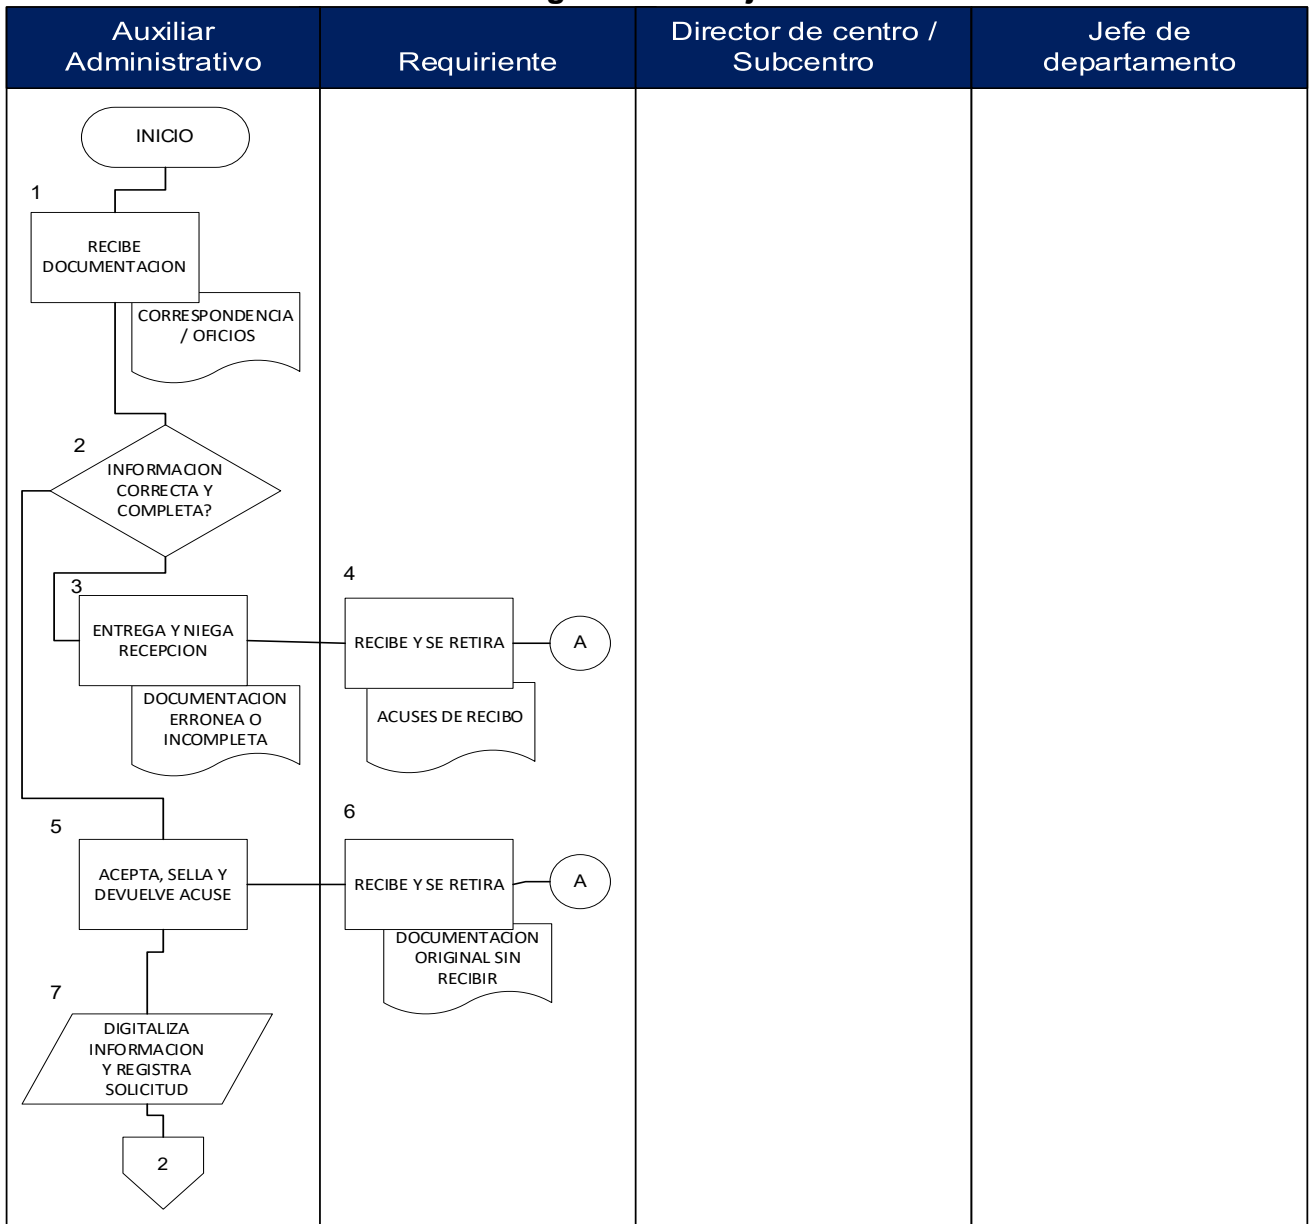 Auxiliar
Administrativo
Requiriente
Director de centro /
Subcentro
Jefe de
departamento
INICIO
1
RECIBE
DOCUMENTACION
CORRESPONDENCIA
/ OFICIOS
2
INFORMACION
CORRECTA Y
COMPLETA?
3
ENTREGA Y NIEGA
RECEPCION
DOCUMENTACION
ERRONEA O
INCOMPLETA
4
RECIBE Y SE RETIRA
A
ACUSES DE RECIBO
5
ACEPTA, SELLA Y
DEVUELVE ACUSE
6
RECIBE Y SE RETIRA
A
DOCUMENTACION
ORIGINAL SIN
RECIBIR
7
DIGITALIZA
INFORMACION
Y REGISTRA
SOLICITUD
2